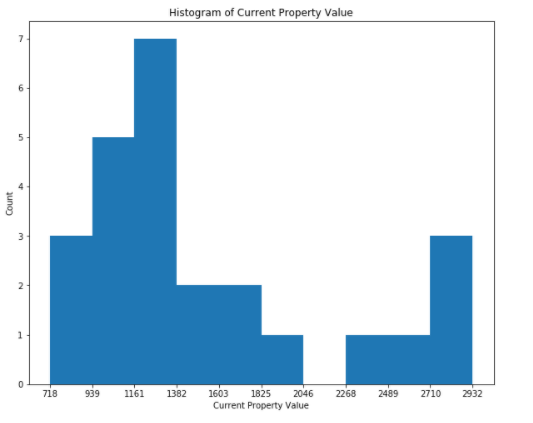 Histogram of Current Property Value
7
6
5
4
3
2
1
0
Count
718 939 1161 1382 1603 1825 2046 2268 2489 2710 2932
Current Property Value